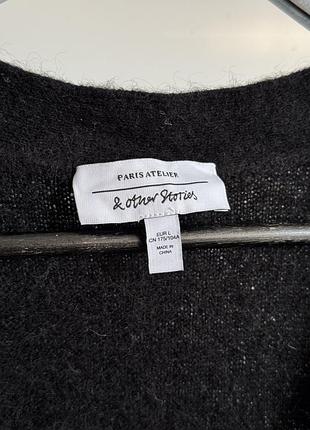 PARIS ATELIER
& other Stories
EUR L
CN 175/104A
MADE IN
CHINA